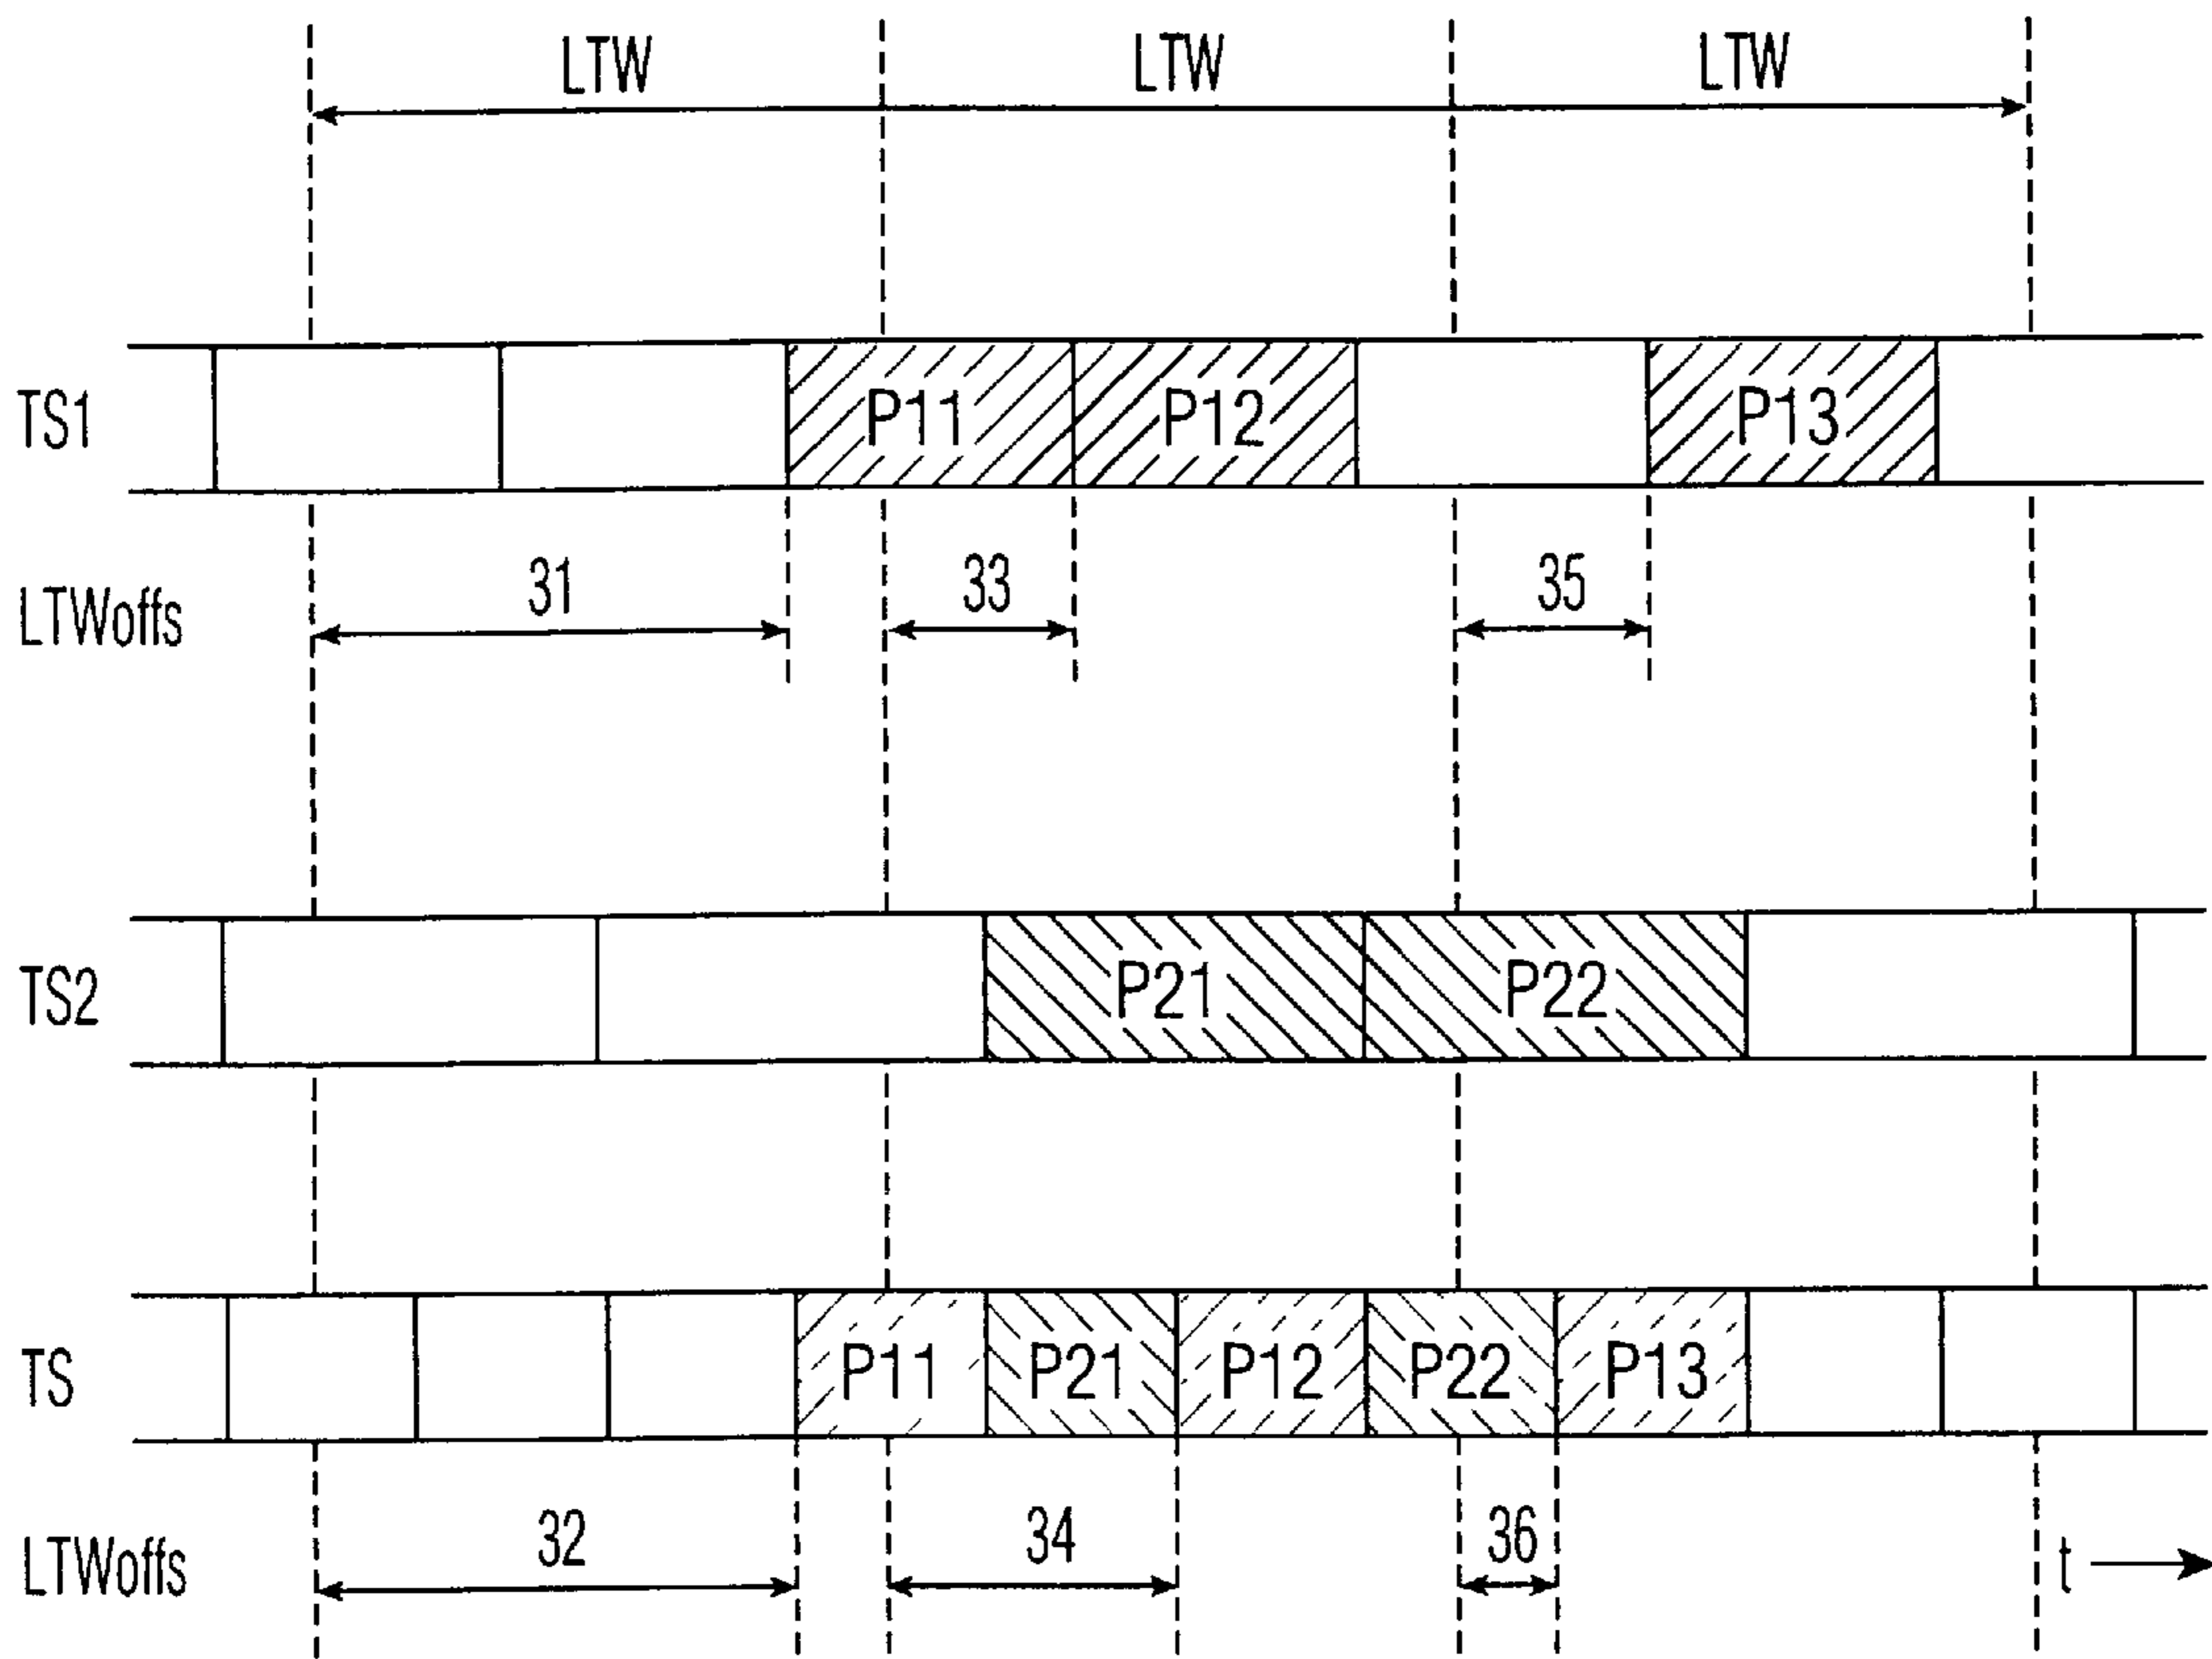 LTW LTW LTW
TS1 P11 P12 P13
LTWoffs 31 33 35
TS2 P21 P22
TS P11 P21 P12 P22 P13
LTWoffs 32 34 36 t